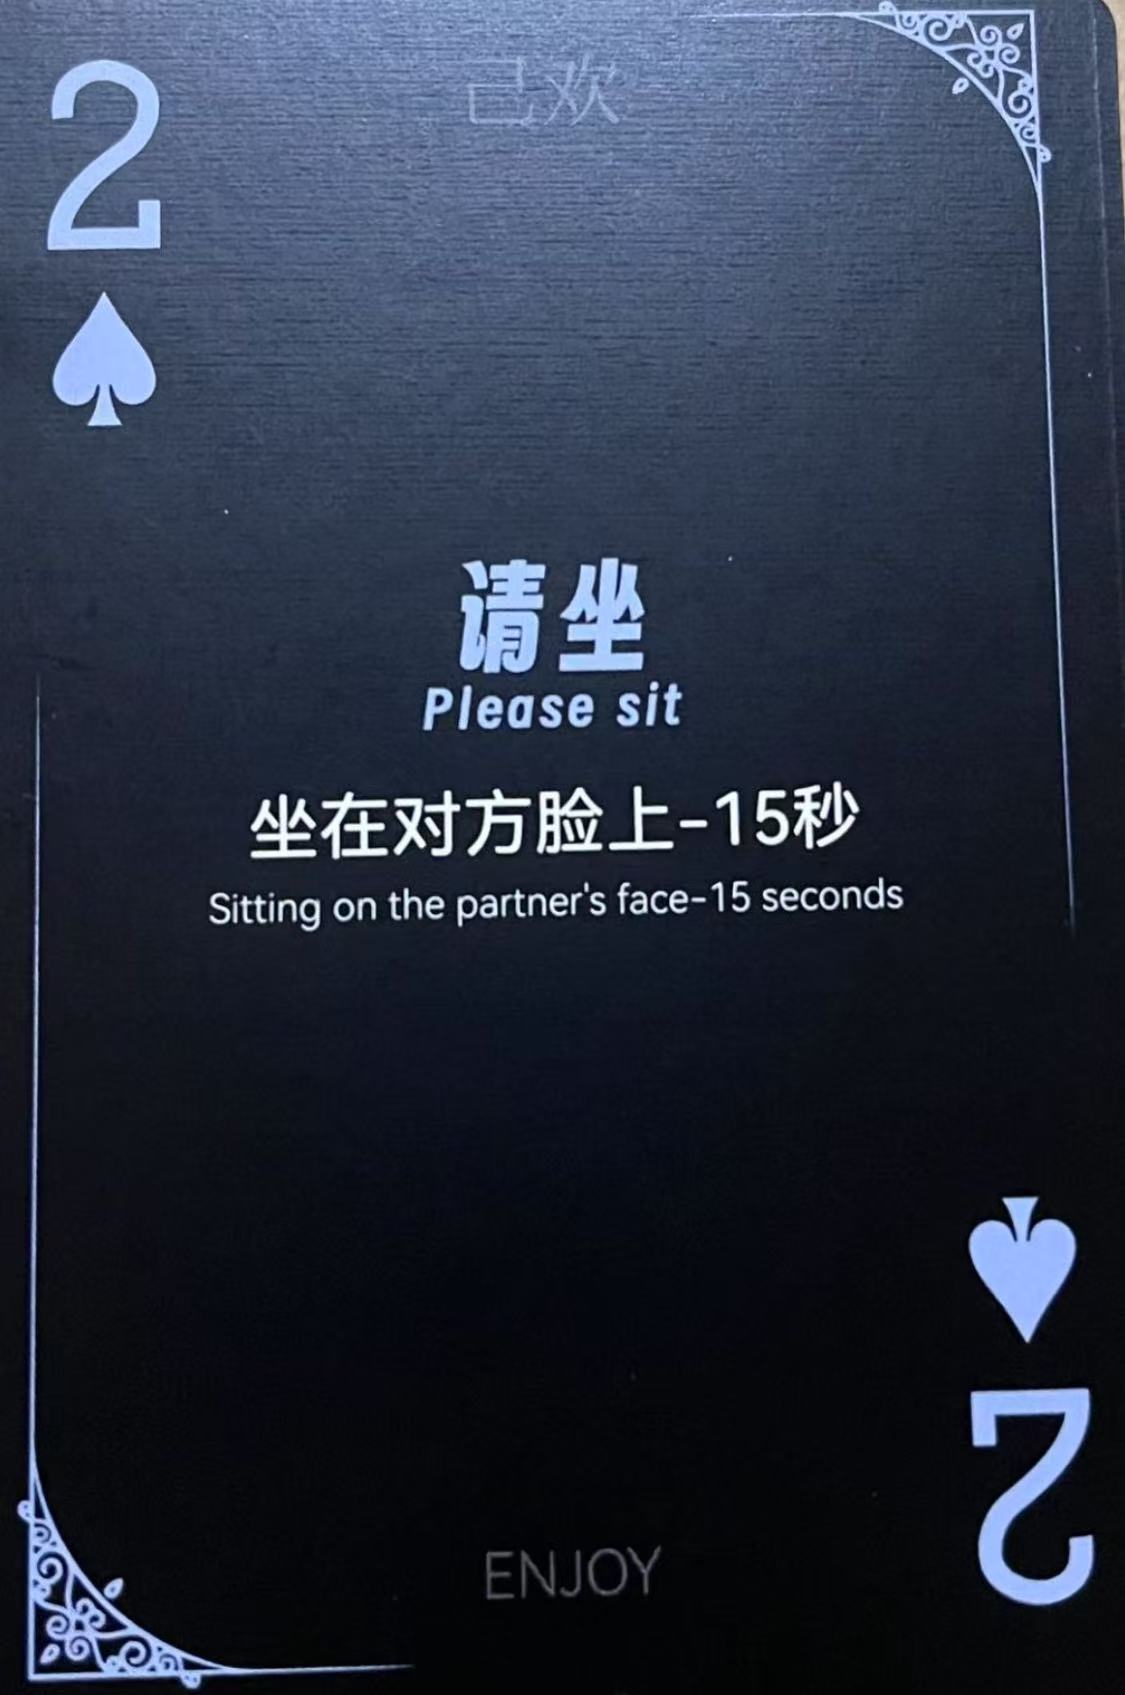 2
己欢
请坐
Please sit
坐在对方脸上-15秒
Sitting on the partner's face-15 seconds
ENJOY
2